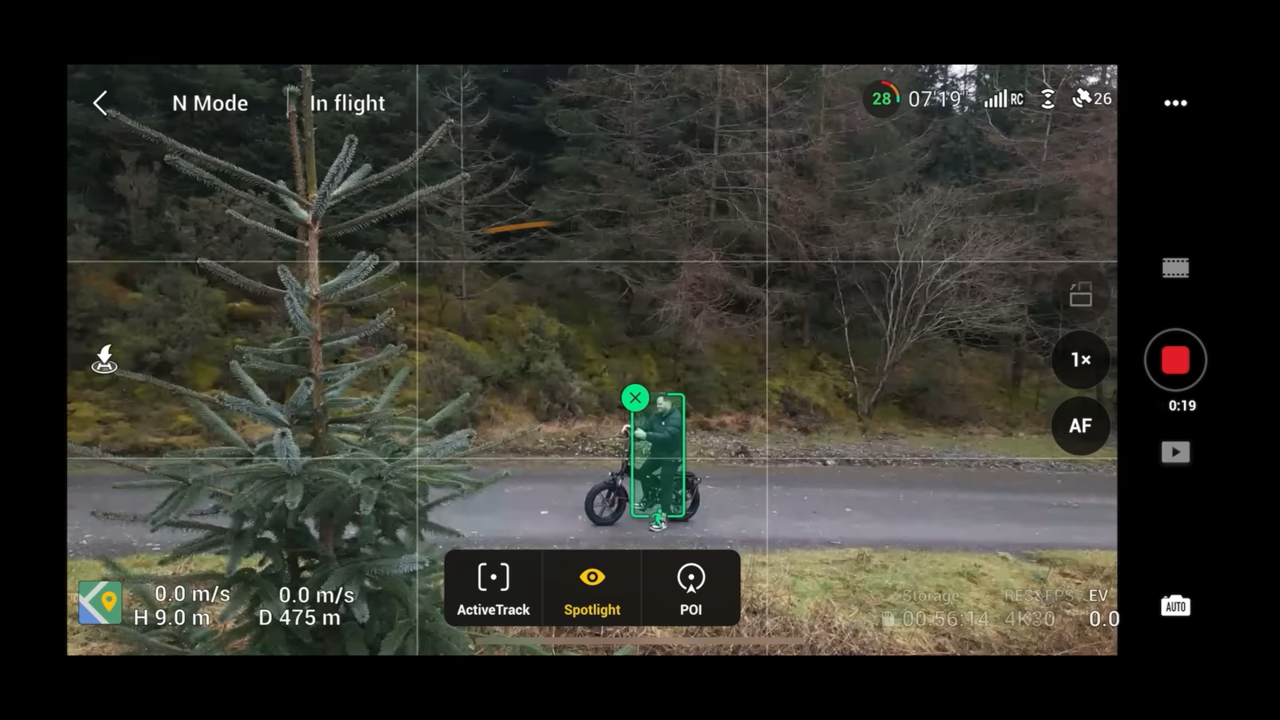 N Mode
In flight
28
07'19"
RC
26
1×
AF
0:19
ActiveTrack
Spotlight
POI
0.0 m/s
0.0 m/s
H 9.0 m
D 475 m
Storage
RES&FPS
EV
00:56:14
4K30
0.0
AUTO